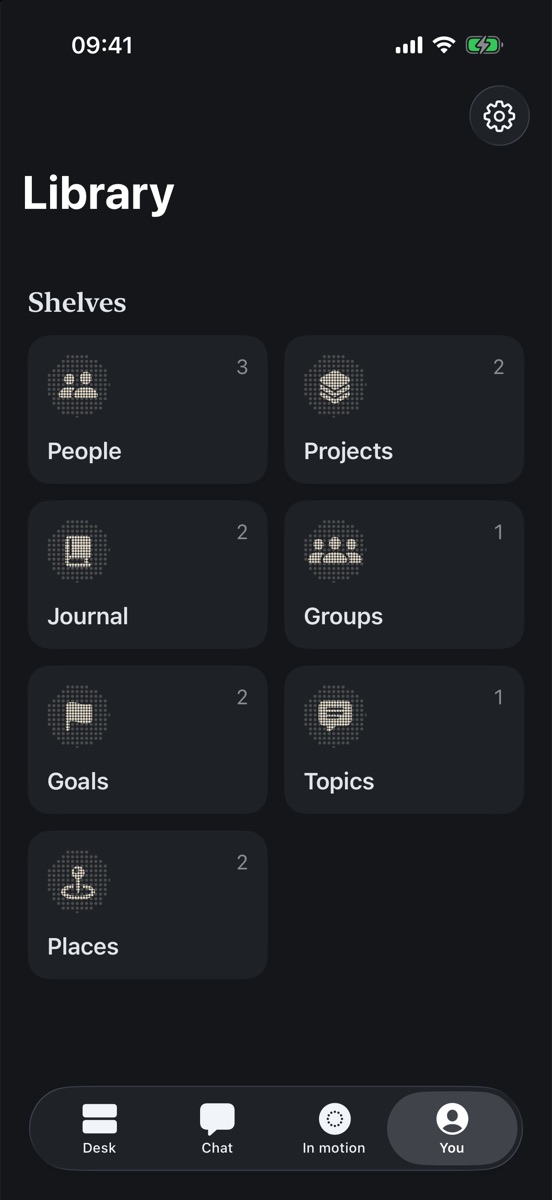 09:41
Library
Shelves
3
People
2
Projects
2
Journal
1
Groups
2
Goals
1
Topics
2
Places
Desk
Chat
In motion
You